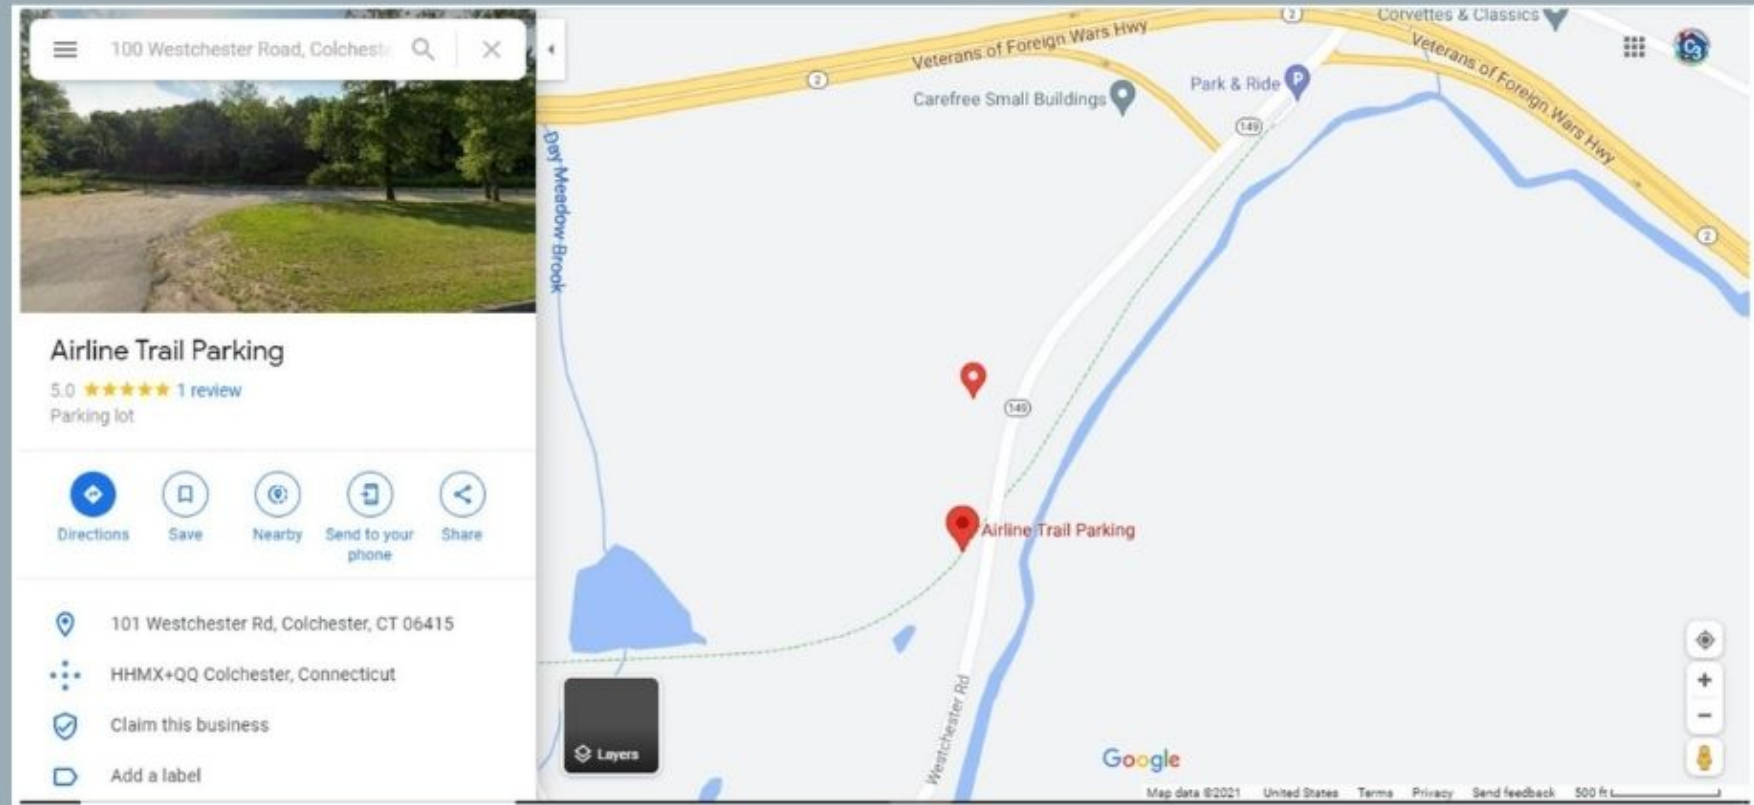 100 Westchester Road, Colcheste
Airline Trail Parking
5.0 1 review
Parking lot
Directions
Save
Nearby
Send to your
phone
Share
101 Westchester Rd, Colchester, CT 06415
HHMX+QQ Colchester, Connecticut
Claim this business
Add a label
Corvettes & Classics
2
Veterans of Foreign Wars Hwy
Veterans of Foreign Wars Hwy
2
Park & Ride
P
Carefree Small Buildings
149
Day Meadow Brook
2
149
Airline Trail Parking
Westchester Rd
Layers
Google
Map data ©2021 United States Terms Privacy Send feedback 500 ft